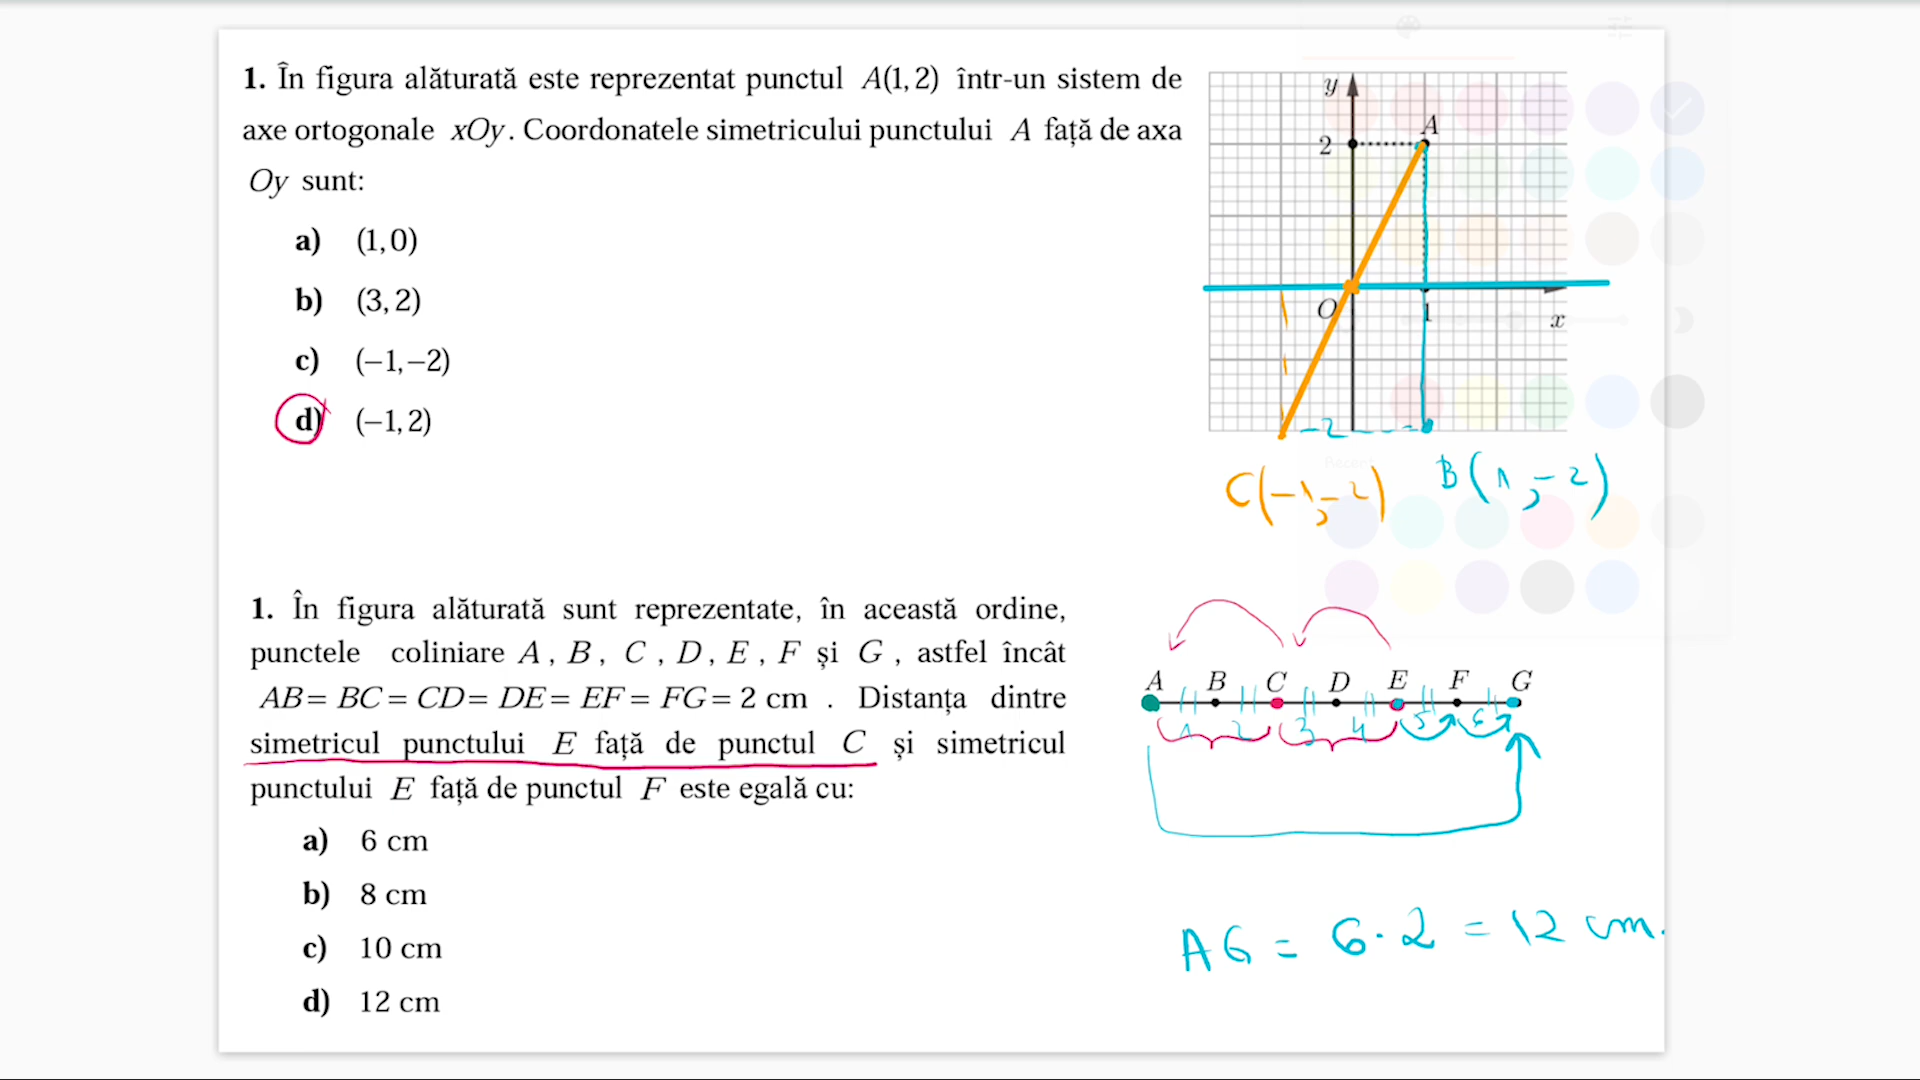 1. În figura alăturată este reprezentat punctul A(1,2) într-un sistem de
axe ortogonale xOy. Coordonatele simetricului punctului A față de axa
Oy sunt:
a) (1,0)
b) (3,2)
c) (−1,−2)
d) (−1,2)
y
A
2
O
1
x
-2
C(-1,-2)
B(1,-2)
1. În figura alăturată sunt reprezentate, în această ordine,
punctele coliniare A, B, C, D, E, F și G, astfel încât
AB= BC= CD= DE= EF= FG= 2 cm . Distanța dintre
simetricul punctului E față de punctul C și simetricul
punctului E față de punctul F este egală cu:
a) 6 cm
b) 8 cm
c) 10 cm
d) 12 cm
A B C D E F G
1 2 3 4 5 6
AG = 6·2 = 12 cm.